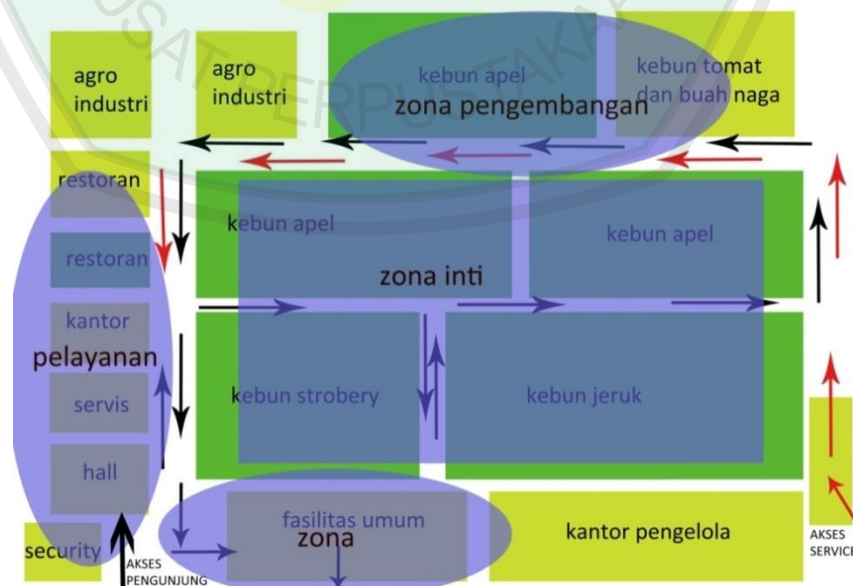 PUSAT PERPUSTAKAA
agro
industri
agro
industri
kebun apel
zona pengembangan
kebun tomat
dan buah naga
restoran
restoran
kantor
pelayanan
servis
hall
security
AKSES
PENGUNJUNG
kebun apel
kebun apel
zona inti
kebun strobery
kebun jeruk
fasilitas umum
zona
kantor pengelola
AKSES
SERVICE